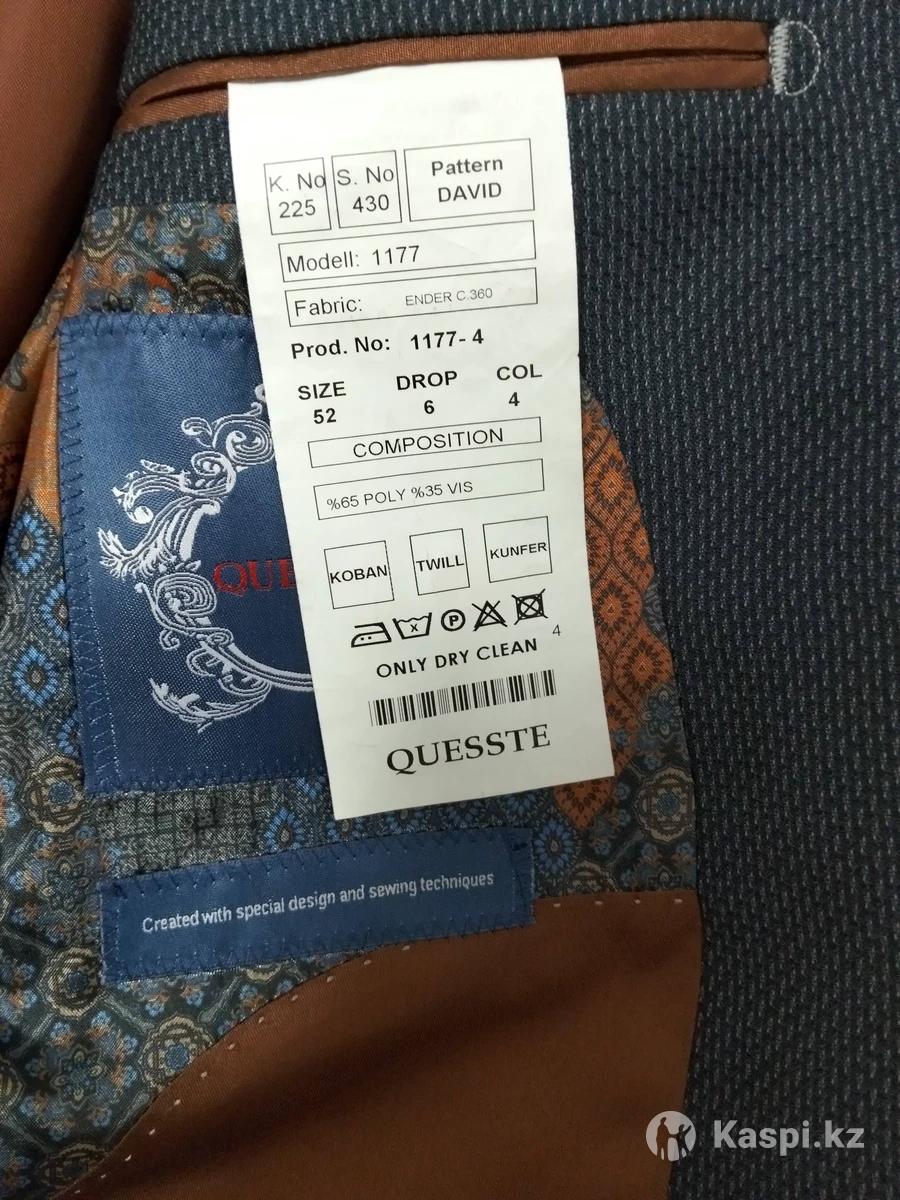 K. No
225
S. No
430
Pattern
DAVID
Modell: 1177
Fabric: ENDER C.360
Prod. No: 1177- 4
SIZE DROP COL
52 6 4
COMPOSITION
%65 POLY %35 VIS
KOBAN TWILL KUNFER
P
4
ONLY DRY CLEAN
QUESSTE
QUE
Created with special design and sewing techniques
Kaspi.kz